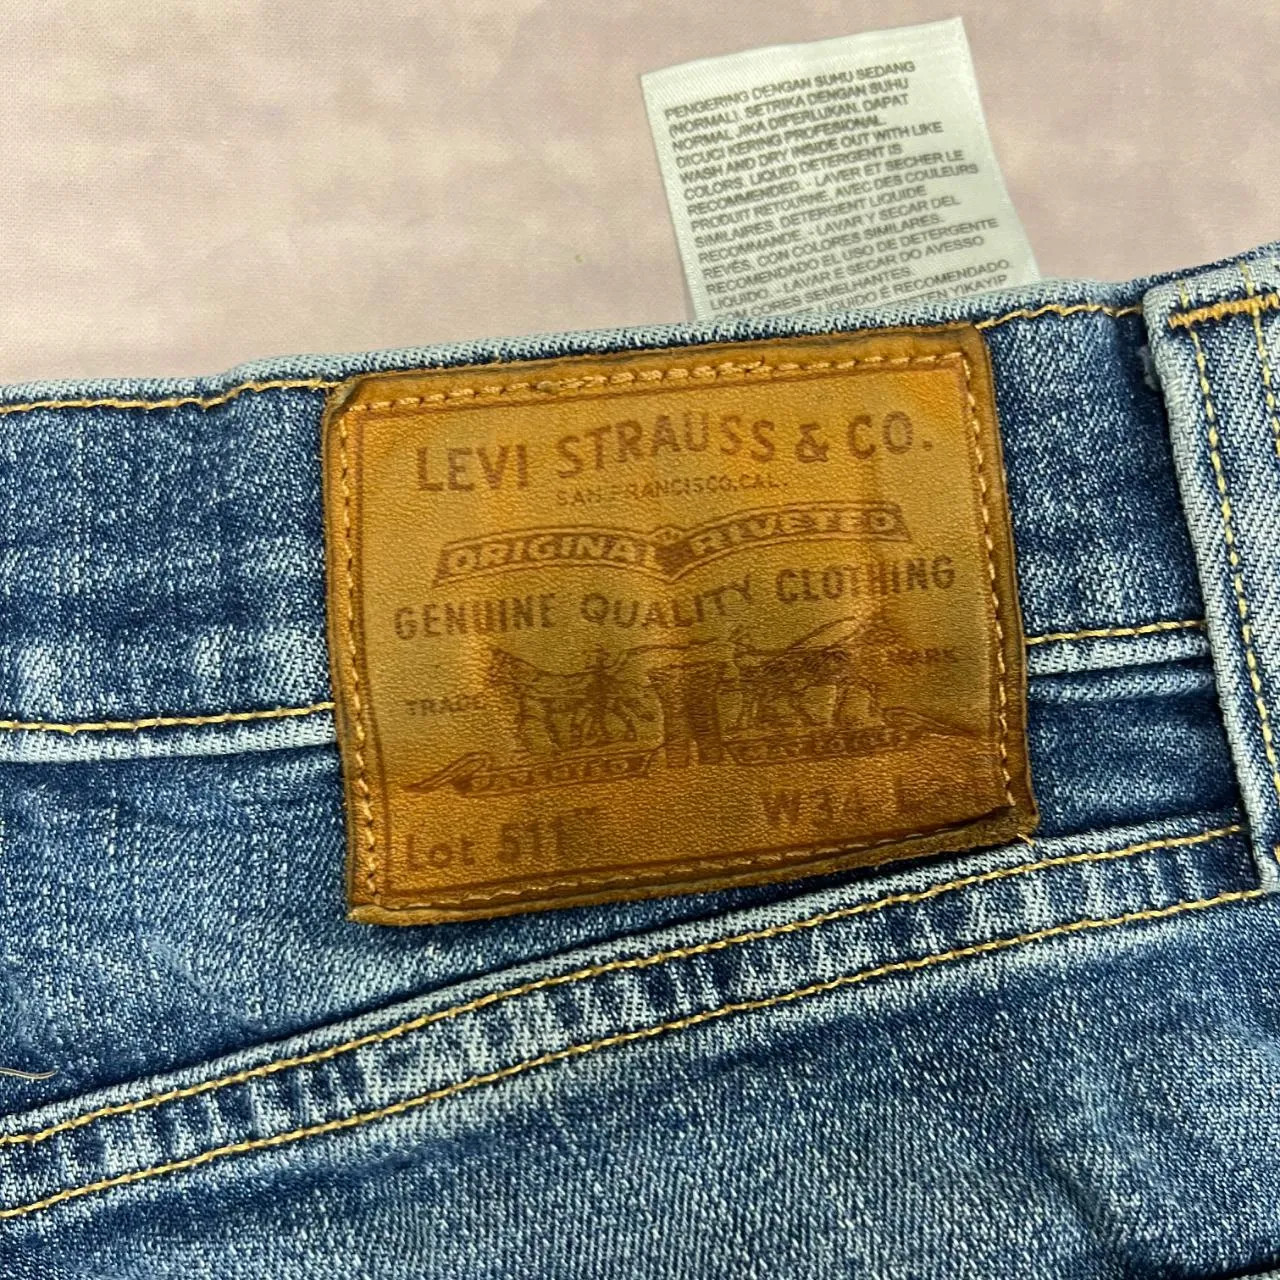 PENGERING DENGAN SUHU SEDANG
(NORMAL). SETRIKA DENGAN SUHU
NORMAL JIKA DIPERLUKAN. DAPAT
DICUCI KERING PROFESIONAL.
WASH AND DRY INSIDE OUT WITH LIKE
COLORS, LIQUID DETERGENT IS
RECOMMENDED. - LAVER ET SECHER LE
PRODUIT RETOURNE, AVEC DES COULEURS
SIMILAIRES, DETERGENT LIQUIDE
RECOMMANDE. - LAVAR Y SECAR DEL
REVES, CON COLORES SIMILARES.
RECOMENDADO EL USO DE DETERGENTE
LIQUIDO. - LAVAR E SECAR DO AVESSO
COM CORES SEMELHANTES.
LIQUIDO É RECOMENDADO.
YIKAYIP
LEVI STRAUSS & CO.
SAN FRANCISCO, CAL.
ORIGINAL RIVETED
GENUINE QUALITY CLOTHING
TRADE MARK
Lot 511™ W34 L